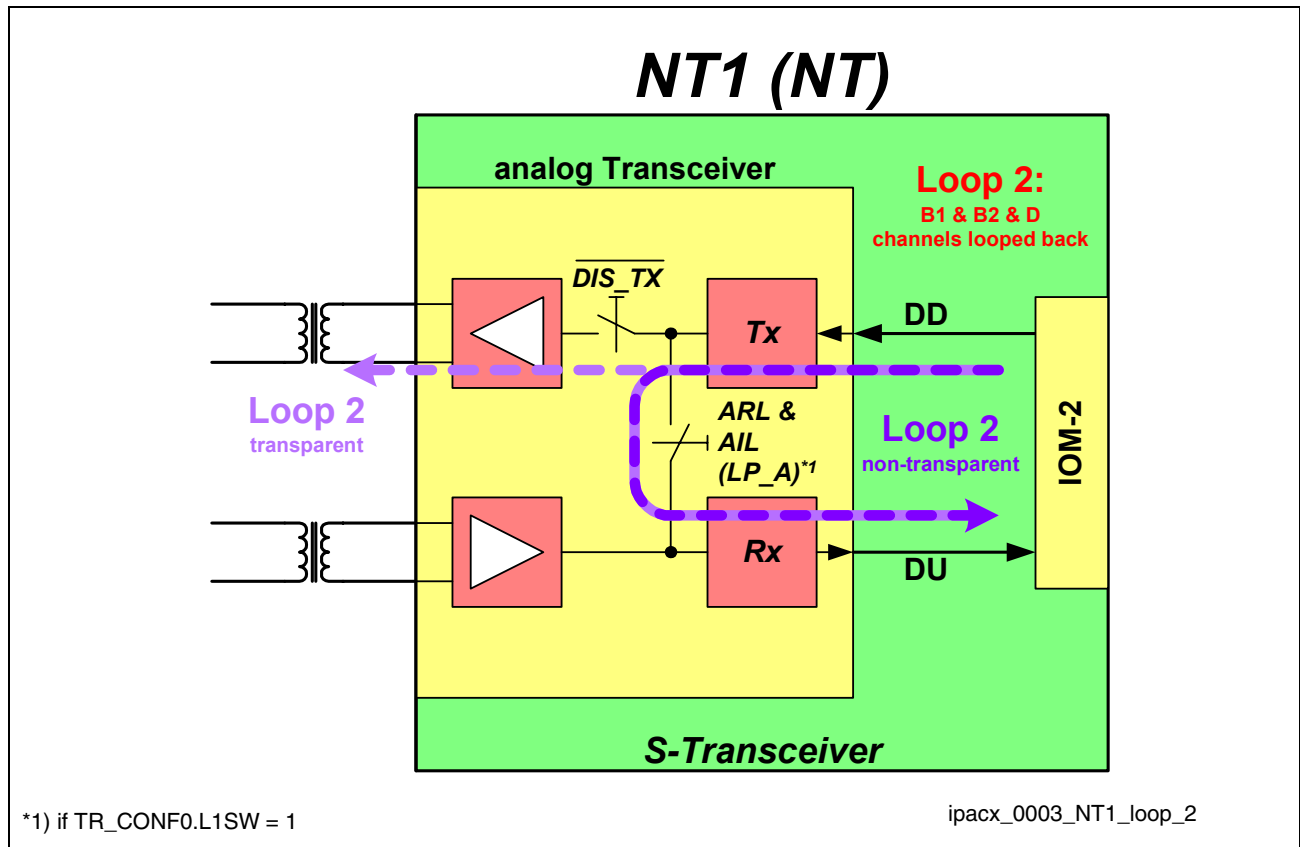 NT1 (NT)
analog Transceiver
Loop 2:
B1 & B2 & D
channels looped back
DIS_TX
Tx
DD
Loop 2
transparent
ARL &
AIL
(LP_A)*1
Loop 2
non-transparent
IOM-2
Rx
DU
S-Transceiver
*1) if TR_CONF0.L1SW = 1
ipacx_0003_NT1_loop_2